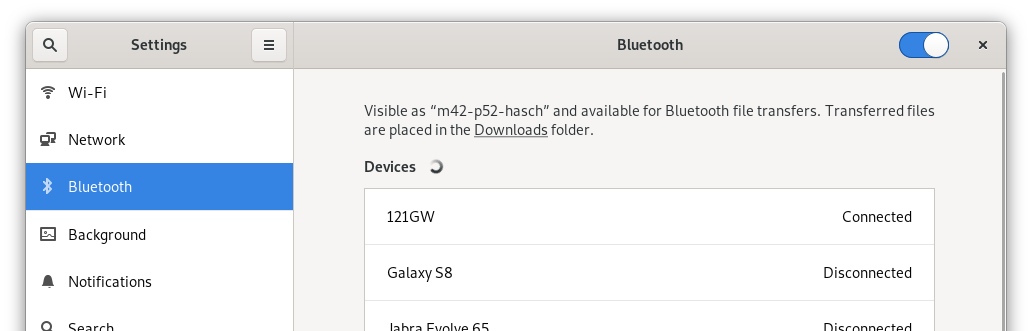 Settings
Bluetooth
Wi-Fi
Network
Bluetooth
Background
Notifications
Search
Visible as “m42-p52-hasch” and available for Bluetooth file transfers. Transferred files
are placed in the Downloads folder.
Devices
121GW Connected
Galaxy S8 Disconnected
Jabra Evolve 65 Disconnected